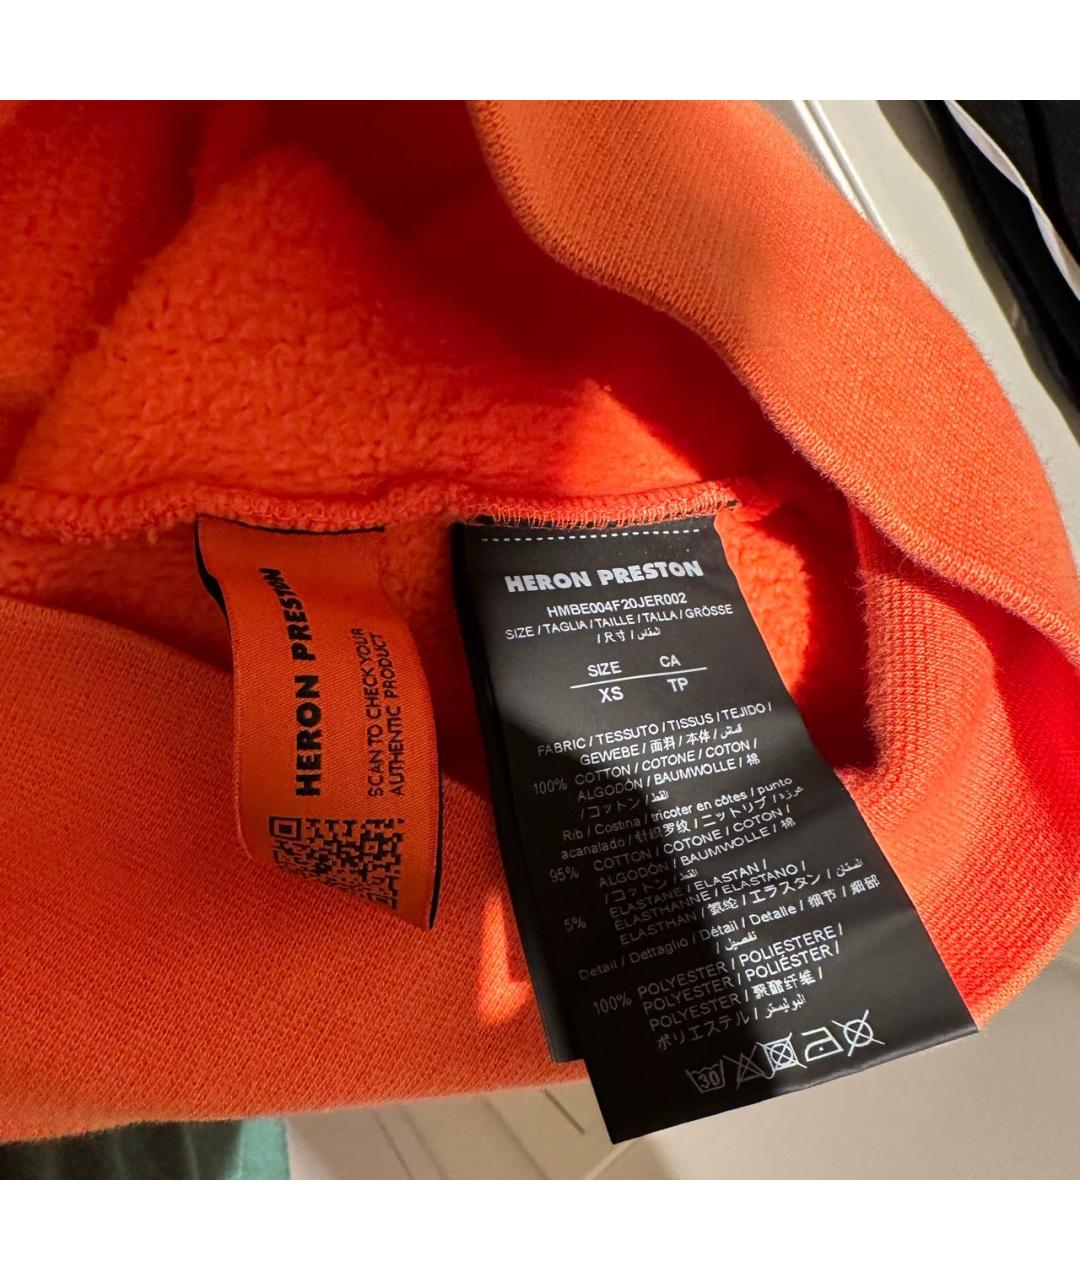 HERON PRESTON
SCAN TO CHECK YOUR
AUTHENTIC PRODUCT
HERON PRESTON
HMBE004F20JER002
SIZE / TAGLIA / TAILLE / TALLA / GRÖSSE
/ 尺寸 / المقاس
SIZE CA
XS TP
FABRIC / TESSUTO / TISSUS / TEJIDO /
GEWEBE / 面料 / 本体 / قماش
100% COTTON / COTONE / COTON /
ALGODÓN / BAUMWOLLE / 棉
/ コットン / القطن
Rib / Costina / tricoter en côtes / punto
acanalado / 针织罗纹 / ニットリブ /
95% COTTON / COTONE / COTON /
ALGODÓN / BAUMWOLLE / 棉
/ コットン / القطن
5% ELASTANE / ELASTAN /
ÉLASTHANNE / ELASTANO /
ELASTHAN / 氨纶 / エラスタン /
Detail / Dettaglio / Détail / Detalle / 细节 / 細部
/ تفصيل
100% POLYESTER / POLIESTERE /
POLYESTER / POLIÉSTER /
POLYESTER / 聚酯纤维 /
ポリエステル / البوليستر
30